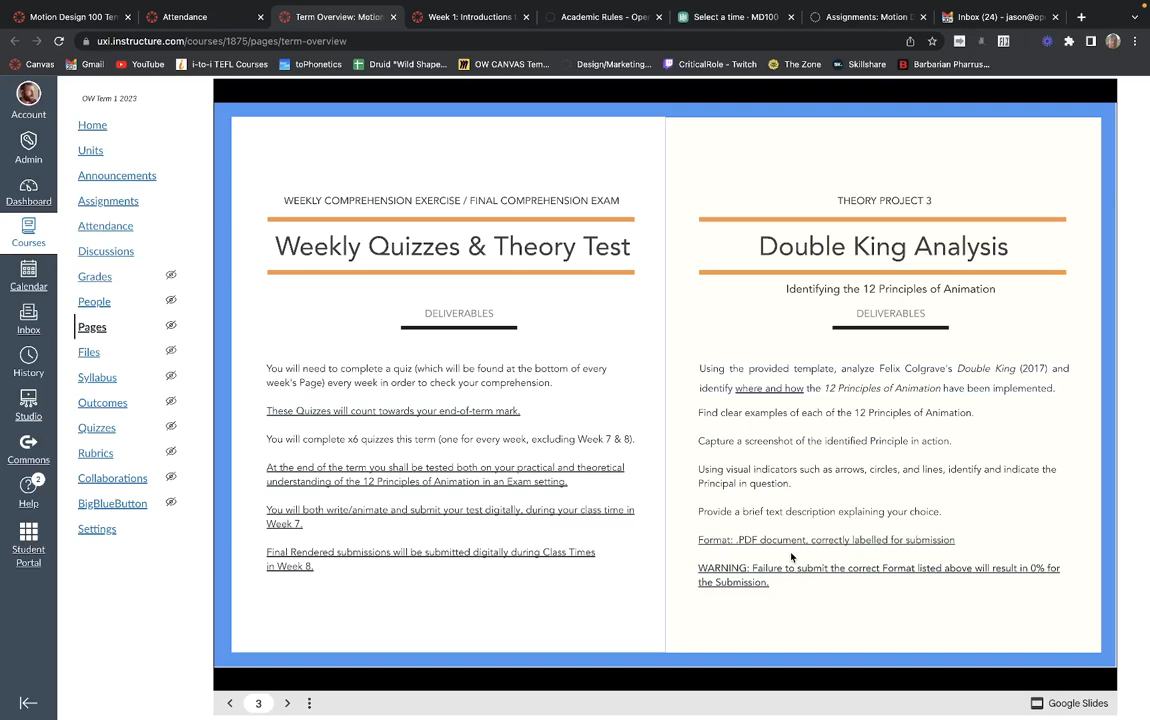 Motion Design 100 Ter
Attendance
Term Overview: Motion
Week 1: Introductions
Academic Rules - Ope
Select a time · MD100
Assignments: Motion D
Inbox (24) - jason@op
uxi.instructure.com/courses/1875/pages/term-overview
Canvas
Gmail
YouTube
i-to-i TEFL Courses
toPhonetics
Druid "Wild Shape...
OW CANVAS Tem...
Design/Marketing...
CriticalRole - Twitch
The Zone
Skillshare
Barbarian Pharrus...
Account
Admin
Dashboard
Courses
Calendar
Inbox
History
Studio
Commons
2
Help
Student
Portal
OW Term 1 2023
Home
Units
Announcements
Assignments
Attendance
Discussions
Grades
People
Pages
Files
Syllabus
Outcomes
Quizzes
Rubrics
Collaborations
BigBlueButton
Settings
WEEKLY COMPREHENSION EXERCISE / FINAL COMPREHENSION EXAM
Weekly Quizzes & Theory Test
DELIVERABLES
You will need to complete a quiz (which will be found at the bottom of every
week's Page) every week in order to check your comprehension.
These Quizzes will count towards your end-of-term mark.
You will complete x6 quizzes this term (one for every week, excluding Week 7 & 8).
At the end of the term you shall be tested both on your practical and theoretical
understanding of the 12 Principles of Animation in an Exam setting.
You will both write/animate and submit your test digitally, during your class time in
Week 7.
Final Rendered submissions will be submitted digitally during Class Times
in Week 8.
THEORY PROJECT 3
Double King Analysis
Identifying the 12 Principles of Animation
DELIVERABLES
Using the provided template, analyze Felix Colgrave's Double King (2017) and
identify where and how the 12 Principles of Animation have been implemented.
Find clear examples of each of the 12 Principles of Animation.
Capture a screenshot of the identified Principle in action.
Using visual indicators such as arrows, circles, and lines, identify and indicate the
Principal in question.
Provide a brief text description explaining your choice.
Format: .PDF document, correctly labelled for submission
WARNING: Failure to submit the correct Format listed above will result in 0% for
the Submission.
3
Google Slides